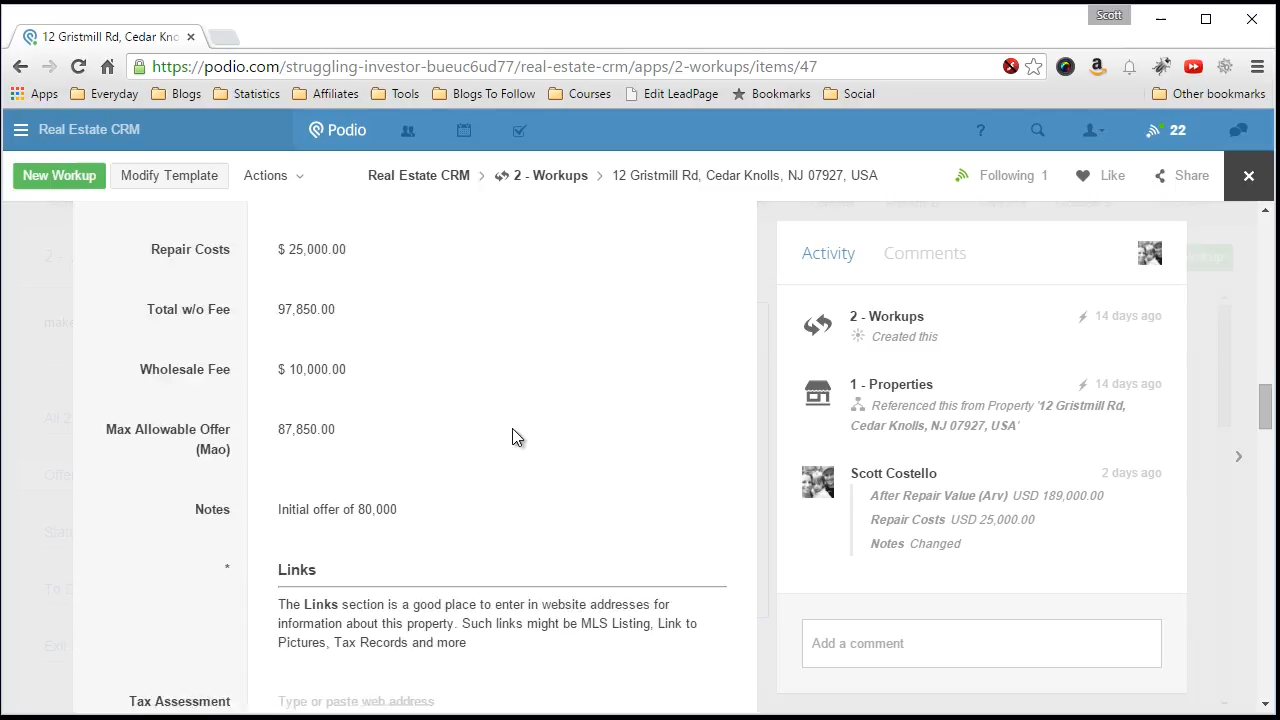 Scott
12 Gristmill Rd, Cedar Kno
https://podio.com/struggling-investor-bueuc6ud77/real-estate-crm/apps/2-workups/items/47
Apps Everyday Blogs Statistics Affiliates Tools Blogs To Follow Courses Edit LeadPage Bookmarks Social Other bookmarks
Real Estate CRM Podio ? 22
New Workup Modify Template Actions Real Estate CRM 2 - Workups 12 Gristmill Rd, Cedar Knolls, NJ 07927, USA Following 1 Like Share
Repair Costs $ 25,000.00
Total w/o Fee 97,850.00
Wholesale Fee $ 10,000.00
Max Allowable Offer
(Mao) 87,850.00
Notes Initial offer of 80,000
* Links
The Links section is a good place to enter in website addresses for
information about this property. Such links might be MLS Listing, Link to
Pictures, Tax Records and more
Tax Assessment Type or paste web address
Activity Comments
2 - Workups 14 days ago
Created this
1 - Properties 14 days ago
Referenced this from Property '12 Gristmill Rd,
Cedar Knolls, NJ 07927, USA'
Scott Costello 2 days ago
After Repair Value (Arv) USD 189,000.00
Repair Costs USD 25,000.00
Notes Changed
Add a comment
2 -
make
All 2
Offer
Stat
To 2
Exit